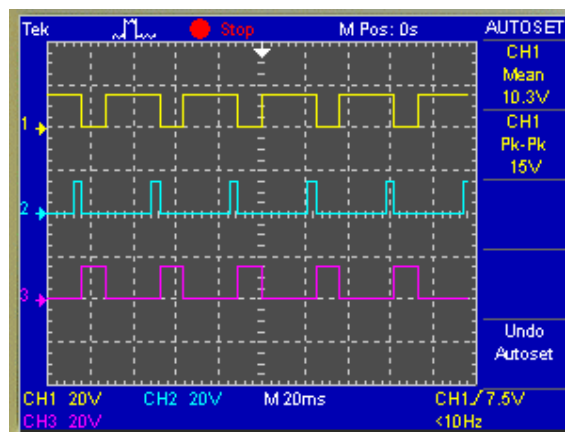 Tek Stop M Pos: 0s AUTOSET
CH1
Mean
10.3V
CH1
Pk-Pk
15V
1
2
3
Undo
Autoset
CH1 20V CH2 20V M 20ms CH1 / 7.5V
CH3 20V <10Hz